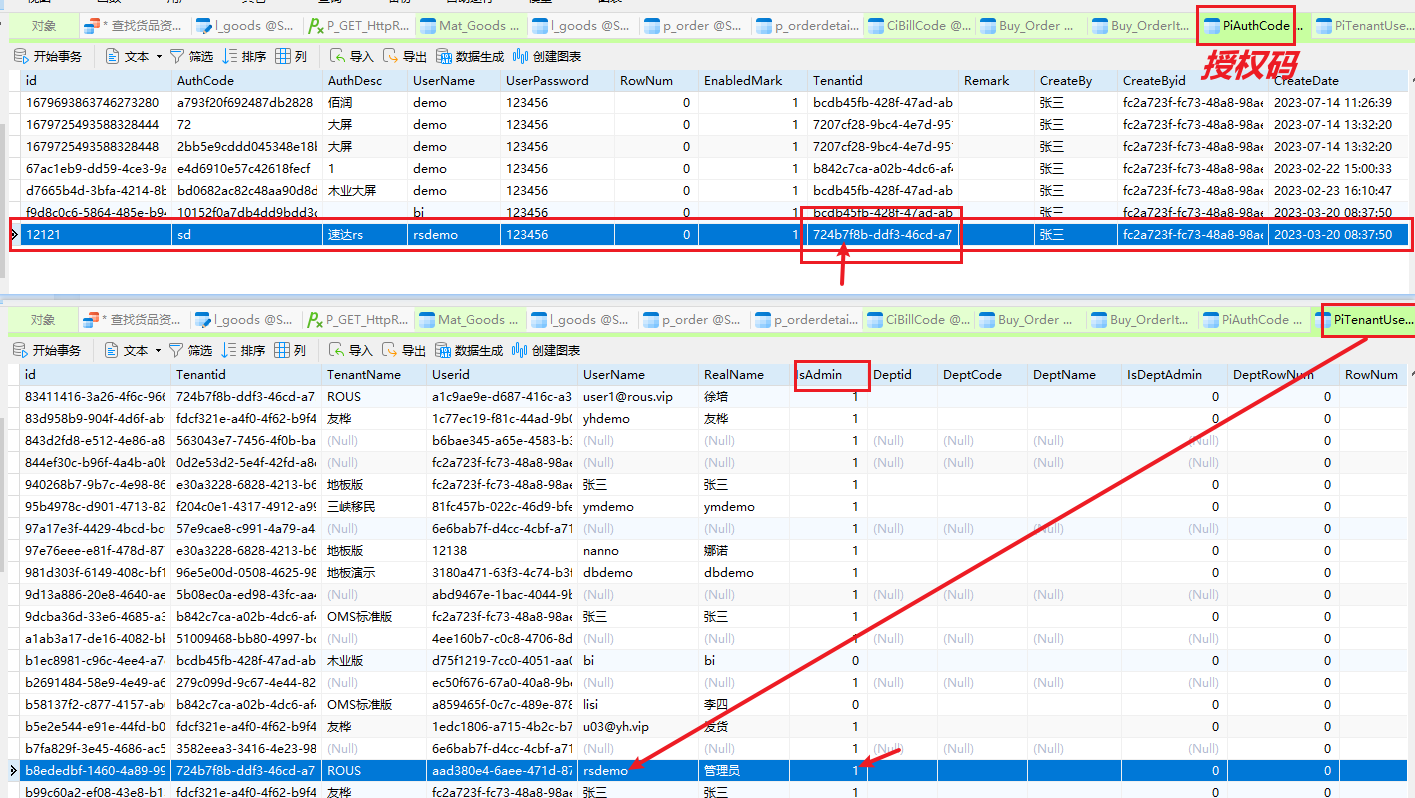 对象 * 查找货品资... l_goods @S... P_GET_HttpR... Mat_Goods ... l_goods @S... p_order @S... p_orderdetai... CiBillCode @... Buy_Order ... Buy_OrderIt... PiAuthCode ... PiTenantUse...
开始事务 文本 筛选 排序 列 导入 导出 数据生成 创建图表
授权码
id AuthCode AuthDesc UserName UserPassword RowNum EnabledMark Tenantid Remark CreateBy CreateByid CreateDate
1679693863746273280 a793f20f692487db2828 佰润 demo 123456 0 1 bcdb45fb-428f-47ad-ab 张三 fc2a723f-fc73-48a8-98ae 2023-07-14 11:26:39
1679725493588328444 72 大屏 demo 123456 0 1 7207cf28-9bc4-4e7d-95 张三 fc2a723f-fc73-48a8-98ae 2023-07-14 13:32:20
1679725493588328448 2bb5e9cddd045348e18b 大屏 demo 123456 0 1 7207cf28-9bc4-4e7d-95 张三 fc2a723f-fc73-48a8-98ae 2023-07-14 13:32:20
67ac1eb9-dd59-4ce3-9a e4d6910e57c42618fecf 1 demo 123456 0 1 b842c7ca-a02b-4dc6-af 张三 fc2a723f-fc73-48a8-98ae 2023-02-22 15:00:33
d7665b4d-3bfa-4214-8b bd0682ac82c48aa90d8d 木业大屏 demo 123456 0 1 bcdb45fb-428f-47ad-ab 张三 fc2a723f-fc73-48a8-98ae 2023-02-23 16:10:47
f9d8c0c6-5864-485e-b94 10152f0a7db4dd9bdd3c bi 123456 0 1 bcdb45fb-428f-47ad-ab 张三 fc2a723f-fc73-48a8-98ae 2023-03-20 08:37:50
12121 sd 速达rs rsdemo 123456 0 1 724b7f8b-ddf3-46cd-a7 张三 fc2a723f-fc73-48a8-98ae 2023-03-20 08:37:50
对象 * 查找货品资... l_goods @S... P_GET_HttpR... Mat_Goods ... l_goods @S... p_order @S... p_orderdetai... CiBillCode @... Buy_Order ... Buy_OrderIt... PiAuthCode ... PiTenantUse...
开始事务 文本 筛选 排序 列 导入 导出 数据生成 创建图表
id Tenantid TenantName Userid UserName RealName IsAdmin Deptid DeptCode DeptName IsDeptAdmin DeptRowNum RowNum
83411416-3a26-4f6c-966 724b7f8b-ddf3-46cd-a7 ROUS a1c9ae9e-d687-416c-a3 user1@rous.vip 徐培 1 0 0
83d958b9-904f-4d6f-ab fdcf321e-a4f0-4f62-b9f4 友桦 1c77ec19-f81c-44ad-9b0 yhdemo 友桦 1 0 0
843d2fd8-e512-4e86-a8 563043e7-7456-4f0b-ba (Null) b6bae345-a65e-4583-b3 (Null) (Null) 1 (Null) (Null) (Null) (Null) 0
844ef30c-b96f-4a4b-a0b 0d2e53d2-5e4f-42fd-a8 (Null) fc2a723f-fc73-48a8-98ae (Null) (Null) 1 (Null) (Null) (Null) (Null) 0
940268b7-9b7c-4e98-86 e30a3228-6828-4213-b6 地板版 fc2a723f-fc73-48a8-98ae 张三 张三 1 0 0
95b4978c-d901-4713-82 f204c0e1-4317-4912-a99 三峡移民 81fc457b-022c-46d9-bfe ymdemo ymdemo 1 0 0
97a17e3f-4429-4bcd-bc 57e9cae8-c991-4a79-a4 (Null) 6e6bab7f-d4cc-4cbf-a71 (Null) (Null) 1 (Null) (Null) (Null) (Null) 0
97e76eee-e81f-478d-87 e30a3228-6828-4213-b6 地板版 12138 nanno 娜诺 1 0 0
981d303f-6149-408c-bf1 96e5e00d-0508-4625-98 地板演示 3180a471-63f3-4c74-b3f dbdemo dbdemo 1 0 0
9d13a886-20e8-4640-ae 5b08ec0a-ed98-43fc-aa4 (Null) abd9467e-1bac-4044-9b (Null) (Null) 1 (Null) (Null) (Null) (Null) 0
9dcba36d-33e6-4685-a3 b842c7ca-a02b-4dc6-af4 OMS标准版 fc2a723f-fc73-48a8-98ae 张三 张三 1 0 0
a1ab3a17-de16-4082-bb 51009468-bb80-4997-bc (Null) 4ee160b7-c0c8-4706-8d (Null) (Null) 1 (Null) (Null) (Null) (Null) 0
b1ec8981-c96c-4ee4-a7 bcdb45fb-428f-47ad-ab 木业版 d75f1219-7cc0-4051-aa0 bi bi 0 0 0
b2691484-58e9-4e49-a6 279c099d-9c67-4e44-82 (Null) ec50f676-67a0-40a8-9b (Null) (Null) 1 (Null) (Null) (Null) (Null) 0
b58137f2-c877-4157-ab b842c7ca-a02b-4dc6-af4 OMS标准版 a859465f-0c7c-489e-878 lisi 李四 0 0 0
b5e2e544-e91e-44fd-b0 fdcf321e-a4f0-4f62-b9f4 友桦 1edc1806-a715-4b2c-b7 u03@yh.vip 发货 1 0 0
b7fa829f-3e45-4686-ac5 3582eea3-3416-4e23-98 (Null) 6e6bab7f-d4cc-4cbf-a71 (Null) (Null) 1 (Null) (Null) (Null) (Null) 0
b8ededbf-1460-4a89-99 724b7f8b-ddf3-46cd-a7 ROUS aad380e4-6aee-471d-87 rsdemo 管理员 1 0 0
b99c60a2-ef08-43e8-b1 fdcf321e-a4f0-4f62-b9f4 友桦 fc2a723f-fc73-48a8-98ae 张三 张三 1 0 0